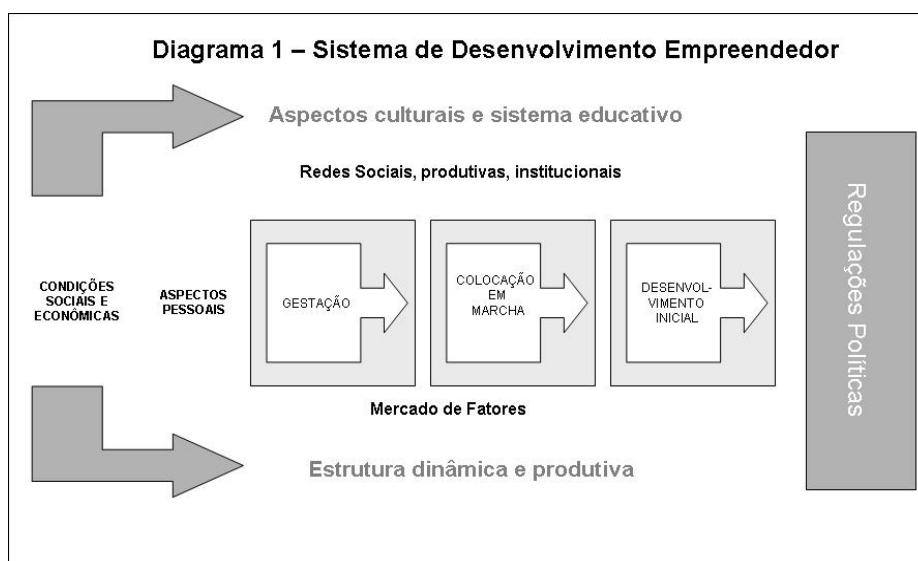 Diagrama 1 – Sistema de Desenvolvimento Empreendedor
Aspectos culturais e sistema educativo
Redes Sociais, produtivas, institucionais
CONDIÇÕES
SOCIAIS E
ECONÓMICAS
ASPECTOS
PESSOAIS
GESTAÇÃO
COLOCAÇÃO
EM
MARCHA
DESENVOL-
VIMENTO
INICIAL
Regulações Políticas
Mercado de Fatores
Estrutura dinâmica e produtiva